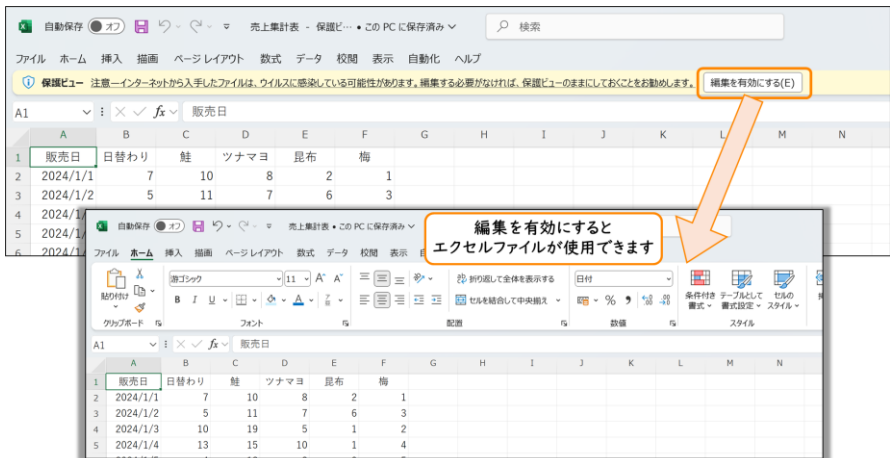 自動保存 オフ 売上集計表 - 保護ビ… • この PC に保存済み 検索
ファイル ホーム 挿入 描画 ページ レイアウト 数式 データ 校閲 表示 自動化 ヘルプ
保護ビュー 注意—インターネットから入手したファイルは、ウイルスに感染している可能性があります。編集する必要がなければ、保護ビューのままにしておくことをお勧めします。 編集を有効にする(E)
A1 fx 販売日
A B C D E F G H I J K L M N
1 販売日 日替わり 鮭 ツナマヨ 昆布 梅
2 2024/1/1 7 10 8 2 1
3 2024/1/2 5 11 7 6 3
4 2024/1/
5 2024/1/
6 2024/1/
編集を有効にすると
エクセルファイルが使用できます
自動保存 オフ 売上集計表 • この PC に保存済み
ファイル ホーム 挿入 描画 ページ レイアウト 数式 データ 校閲 表示
貼り付け 游ゴシック 11 A A 折り返して全体を表示する 日付
B I U A セルを結合して中央揃え % 条件付き書式 テーブルとして書式設定 セルのスタイル
クリップボード フォント 配置 数値 スタイル
A1 fx 販売日
A B C D E F G H I J K L M N
1 販売日 日替わり 鮭 ツナマヨ 昆布 梅
2 2024/1/1 7 10 8 2 1
3 2024/1/2 5 11 7 6 3
4 2024/1/3 10 19 5 1 2
5 2024/1/4 13 15 10 1 4